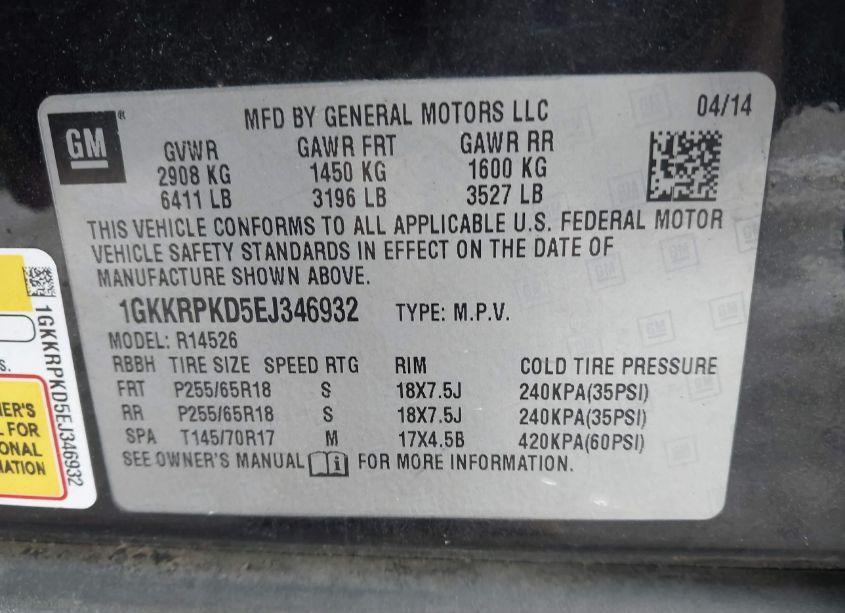 GM ®
MFD BY GENERAL MOTORS LLC
04/14
GVWR GAWR FRT GAWR RR
2908 KG 1450 KG 1600 KG
6411 LB 3196 LB 3527 LB
THIS VEHICLE CONFORMS TO ALL APPLICABLE U.S. FEDERAL MOTOR
VEHICLE SAFETY STANDARDS IN EFFECT ON THE DATE OF
MANUFACTURE SHOWN ABOVE.
1GKKRPKD5EJ346932 TYPE: M.P.V.
MODEL: R14526
RBBH TIRE SIZE SPEED RTG RIM COLD TIRE PRESSURE
FRT P255/65R18 S 18X7.5J 240KPA(35PSI)
RR P255/65R18 S 18X7.5J 240KPA(35PSI)
SPA T145/70R17 M 17X4.5B 420KPA(60PSI)
SEE OWNER'S MANUAL FOR MORE INFORMATION.
1GKKRPKD5EJ346932
S.
NER'S
L FOR
IONAL
MATION